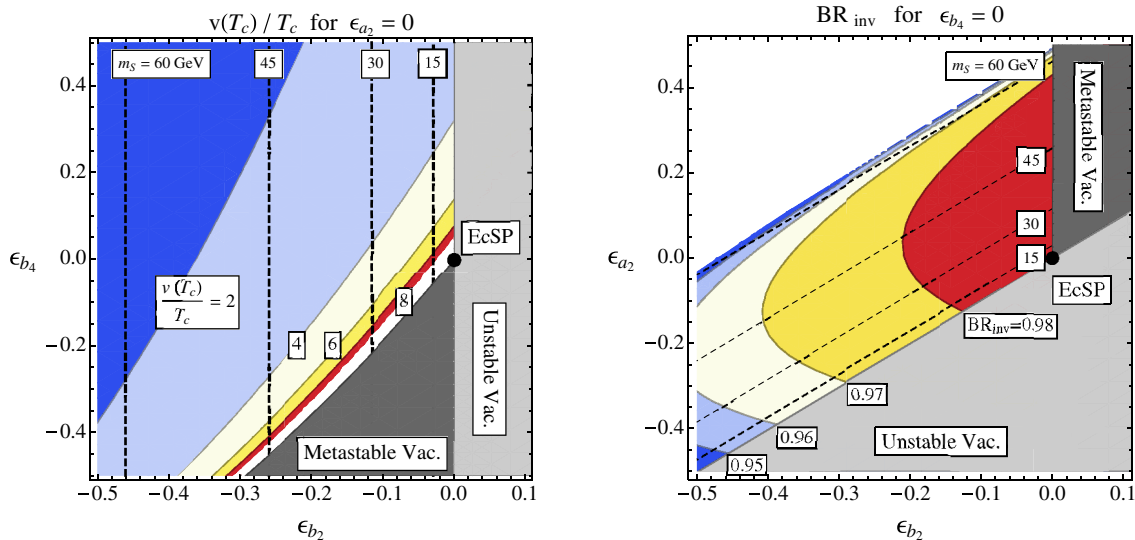 v(T_c) / T_c for ϵ_{a_2} = 0
m_S = 60 GeV
45
30
15
0.4
0.2
0.0
−0.2
−0.4
ϵ_{b_4}
EcSP
v(T_c)/T_c = 2
4
6
8
Unstable Vac.
Metastable Vac.
−0.5 −0.4 −0.3 −0.2 −0.1 0.0 0.1
ϵ_{b_2}
BR_{inv} for ϵ_{b_4} = 0
m_S = 60 GeV
0.4
0.2
0.0
−0.2
−0.4
ϵ_{a_2}
Metastable Vac.
45
30
15
EcSP
BR_{inv}=0.98
0.97
0.96
0.95
Unstable Vac.
−0.5 −0.4 −0.3 −0.2 −0.1 0.0 0.1
ϵ_{b_2}